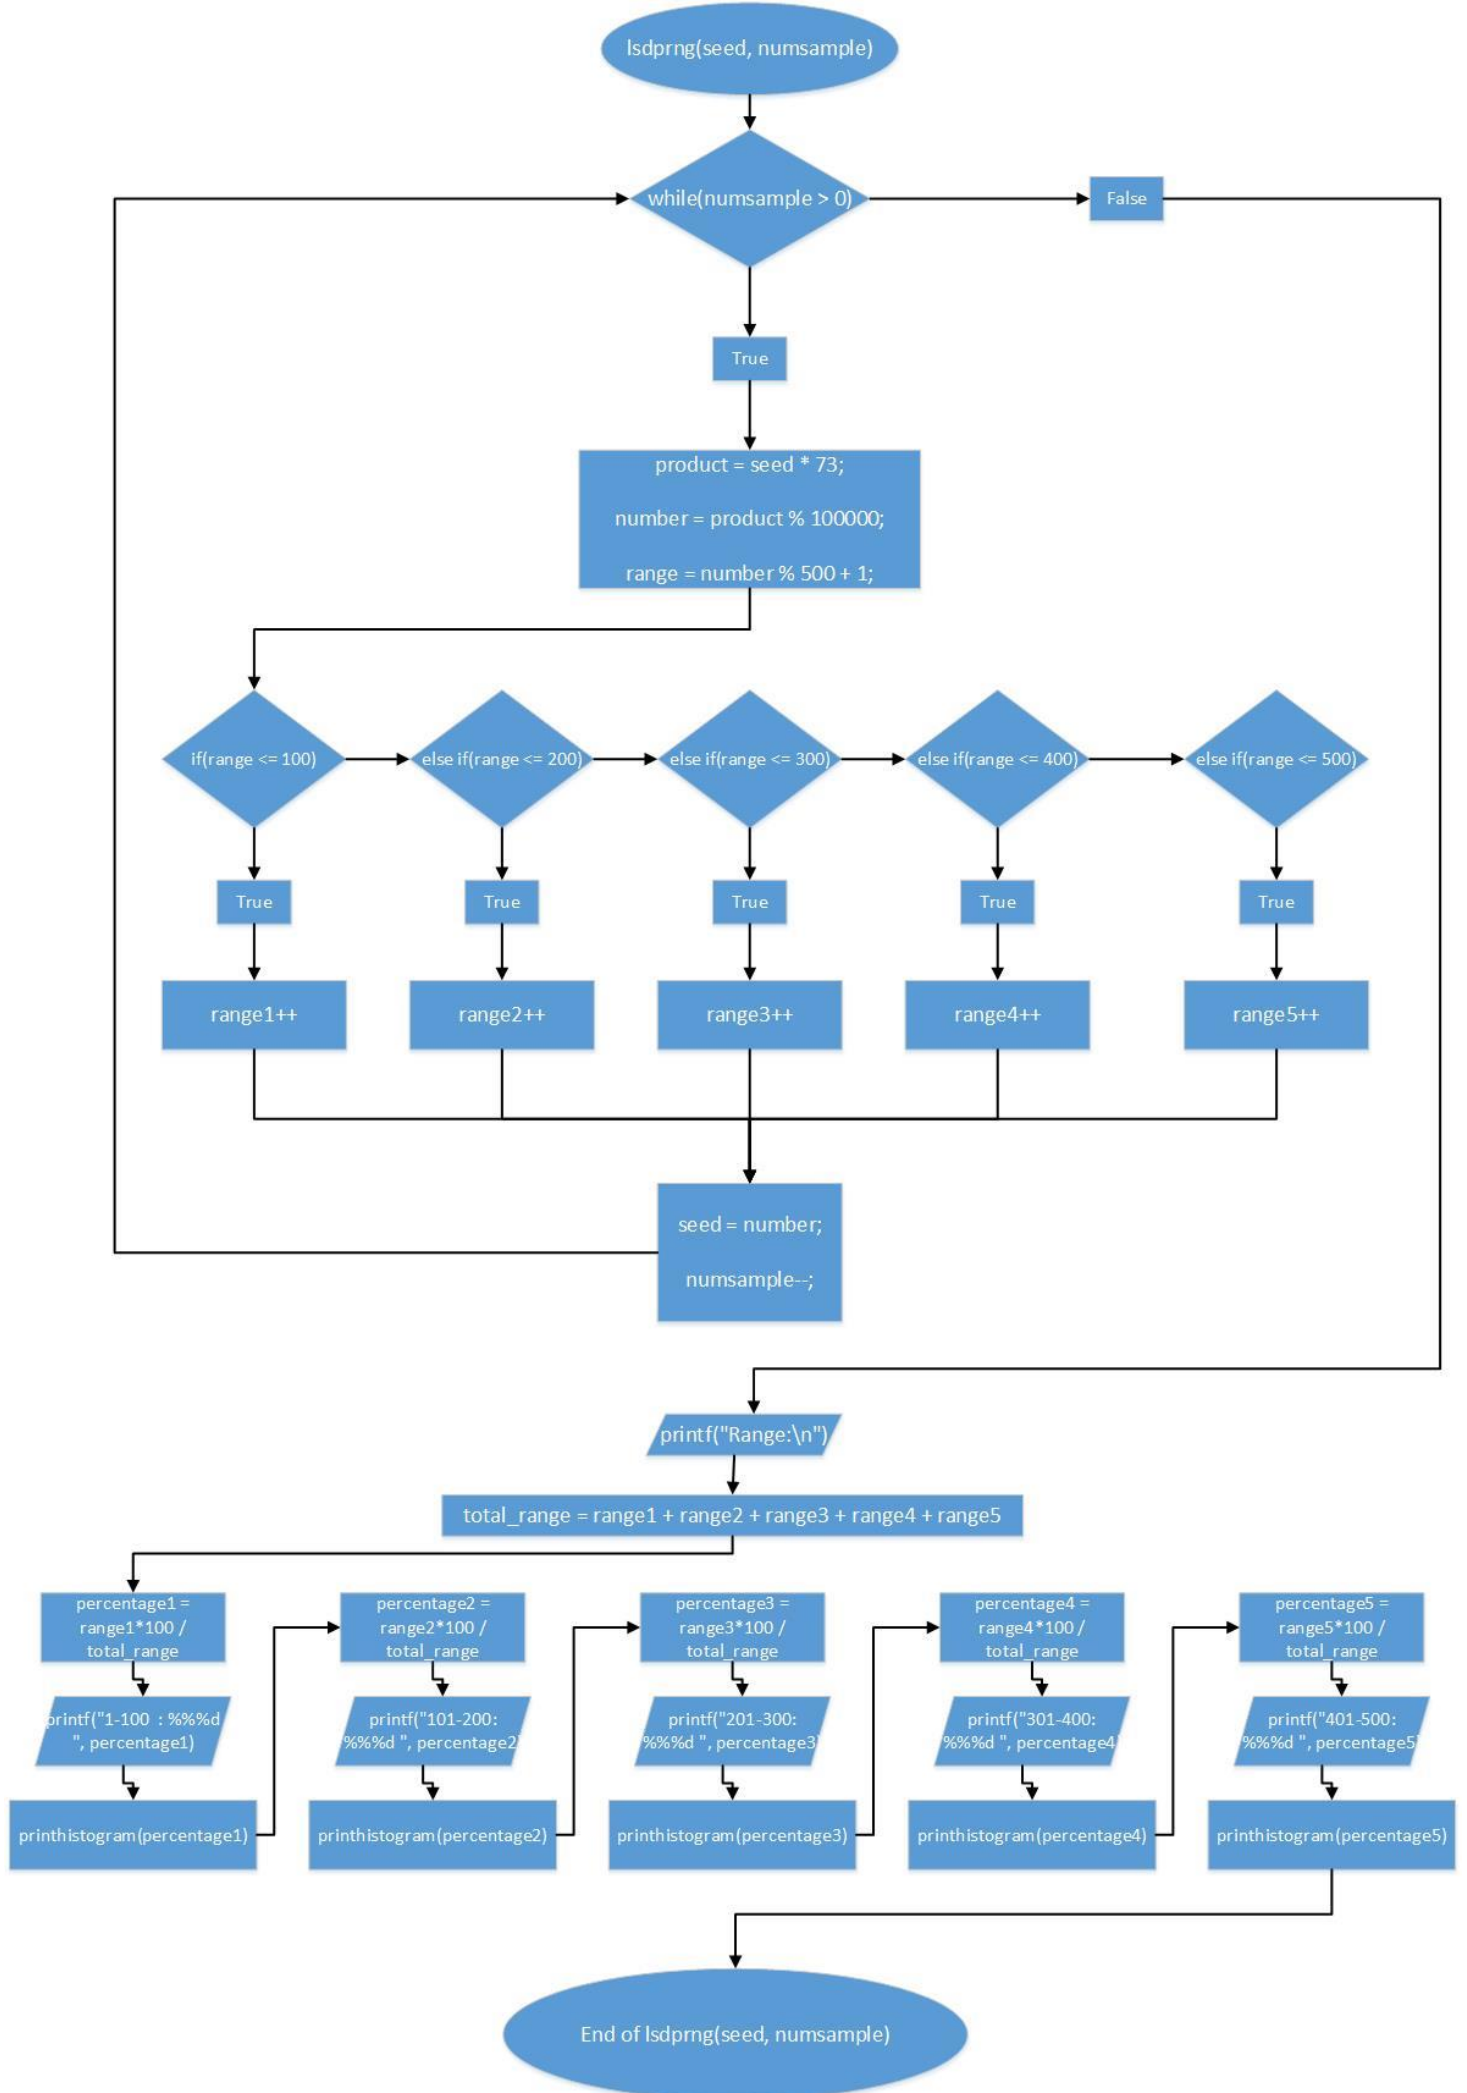 lsdprng(seed, numsample)
while(numsample > 0)
False
True
product = seed * 73;
number = product % 100000;
range = number % 500 + 1;
if(range <= 100)
else if(range <= 200)
else if(range <= 300)
else if(range <= 400)
else if(range <= 500)
True
True
True
True
True
range1++
range2++
range3++
range4++
range5++
seed = number;
numsample--;
printf("Range:\n")
total_range = range1 + range2 + range3 + range4 + range5
percentage1 =
range1*100 /
total_range
printf("1-100  : %%%d
", percentage1)
printhistogram(percentage1)
percentage2 =
range2*100 /
total_range
printf("101-200:
%%%d ", percentage2)
printhistogram(percentage2)
percentage3 =
range3*100 /
total_range
printf("201-300:
%%%d ", percentage3)
printhistogram(percentage3)
percentage4 =
range4*100 /
total_range
printf("301-400:
%%%d ", percentage4)
printhistogram(percentage4)
percentage5 =
range5*100 /
total_range
printf("401-500:
%%%d ", percentage5)
printhistogram(percentage5)
End of lsdprng(seed, numsample)